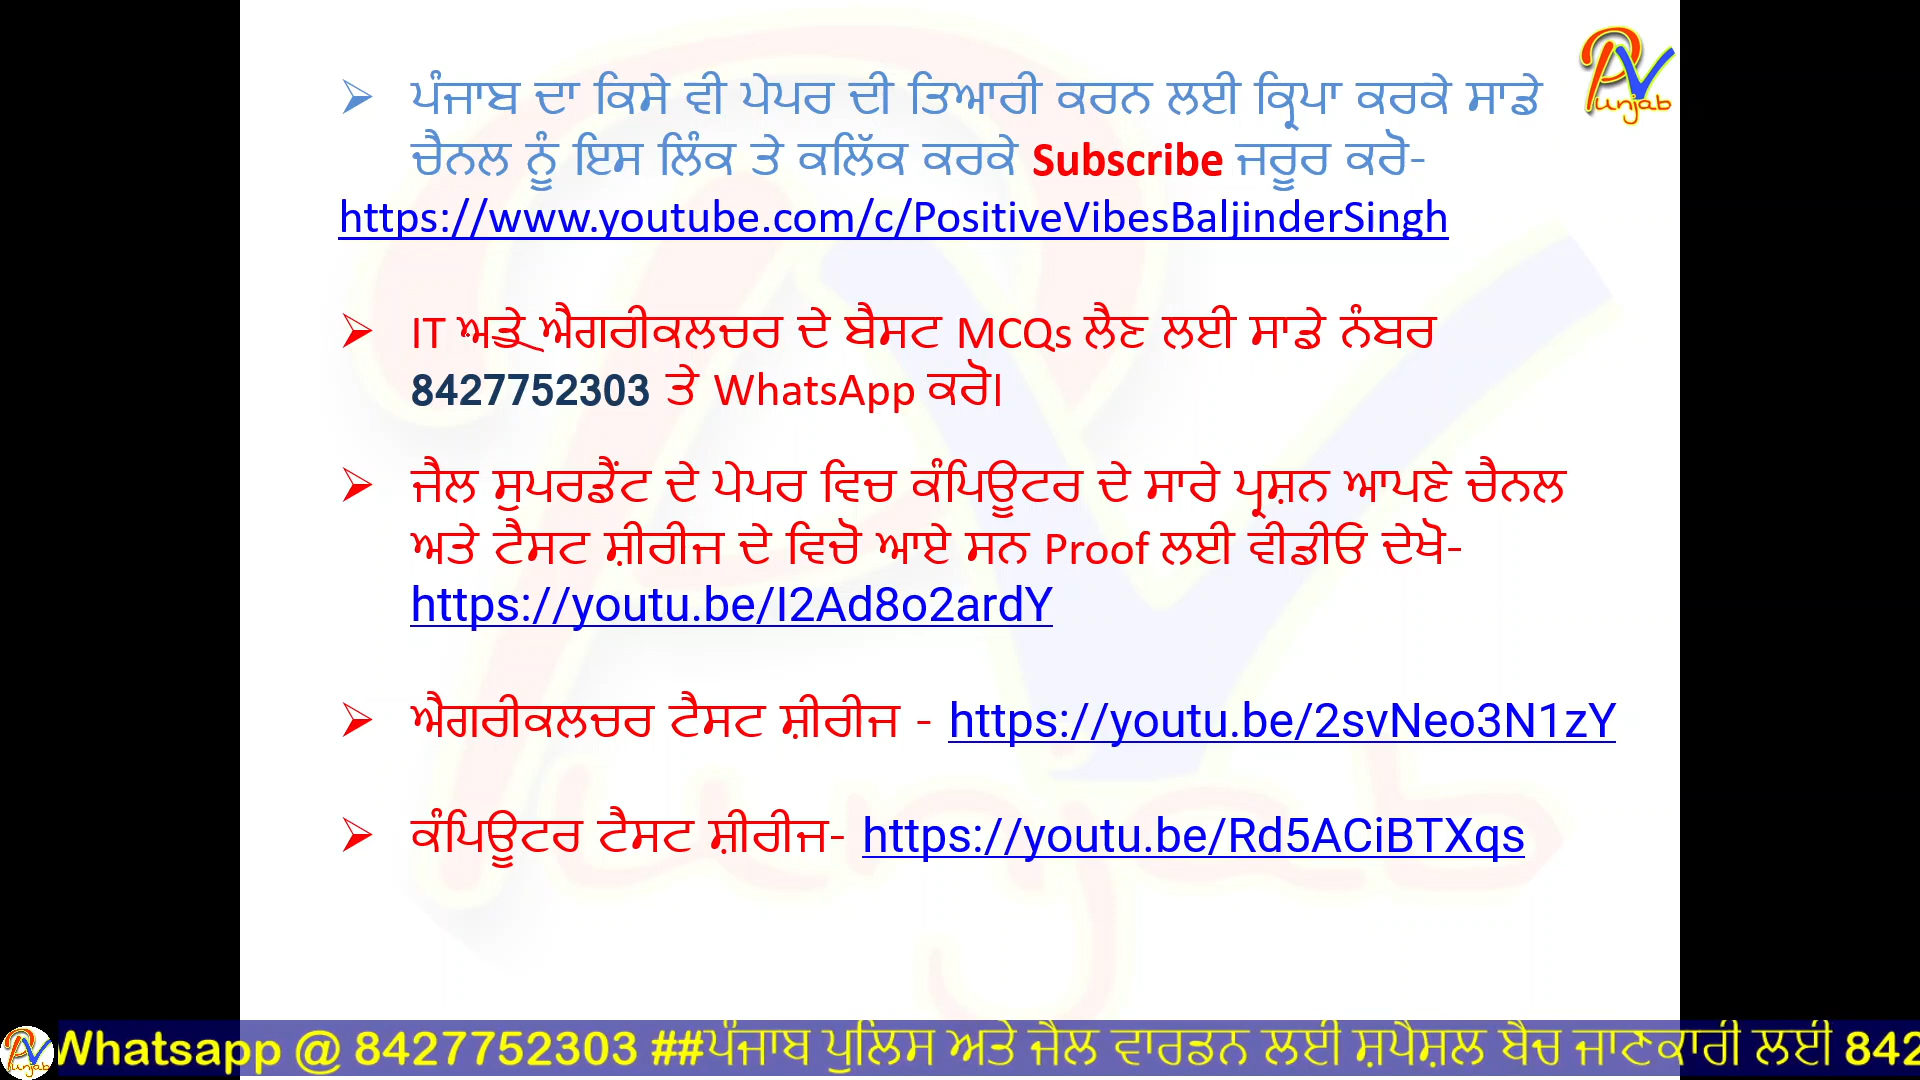 ਪੰਜਾਬ ਦਾ ਕਿਸੇ ਵੀ ਪੇਪਰ ਦੀ ਤਿਆਰੀ ਕਰਨ ਲਈ ਕ੍ਰਿਪਾ ਕਰਕੇ ਸਾਡੇ
ਚੈਨਲ ਨੂੰ ਇਸ ਲਿੰਕ ਤੇ ਕਲਿੱਕ ਕਰਕੇ Subscribe ਜਰੂਰ ਕਰੋ-
https://www.youtube.com/c/PositiveVibesBaljinderSingh
IT ਅਤੇ ਐਗਰੀਕਲਚਰ ਦੇ ਬੈਸਟ MCQs ਲੈਣ ਲਈ ਸਾਡੇ ਨੰਬਰ
8427752303 ਤੇ WhatsApp ਕਰੋ।
ਜੈਲ ਸੁਪਰਡੈਂਟ ਦੇ ਪੇਪਰ ਵਿਚ ਕੰਪਿਊਟਰ ਦੇ ਸਾਰੇ ਪ੍ਰਸ਼ਨ ਆਪਣੇ ਚੈਨਲ
ਅਤੇ ਟੈਸਟ ਸ਼ੀਰੀਜ ਦੇ ਵਿਚੋ ਆਏ ਸਨ Proof ਲਈ ਵੀਡੀਓ ਦੇਖੋ-
https://youtu.be/I2Ad8o2ardY
ਐਗਰੀਕਲਚਰ ਟੈਸਟ ਸ਼ੀਰੀਜ - https://youtu.be/2svNeo3N1zY
ਕੰਪਿਊਟਰ ਟੈਸਟ ਸ਼ੀਰੀਜ- https://youtu.be/Rd5ACiBTXqs
PV Punjab
Whatsapp @ 8427752303 ##ਪੰਜਾਬ ਪੁਲਿਸ ਅਤੇ ਜੈਲ ਵਾਰਡਨ ਲਈ ਸ਼ਪੈਸ਼ਲ ਬੈਚ ਜਾਣਕਾਰੀ ਲਈ 842